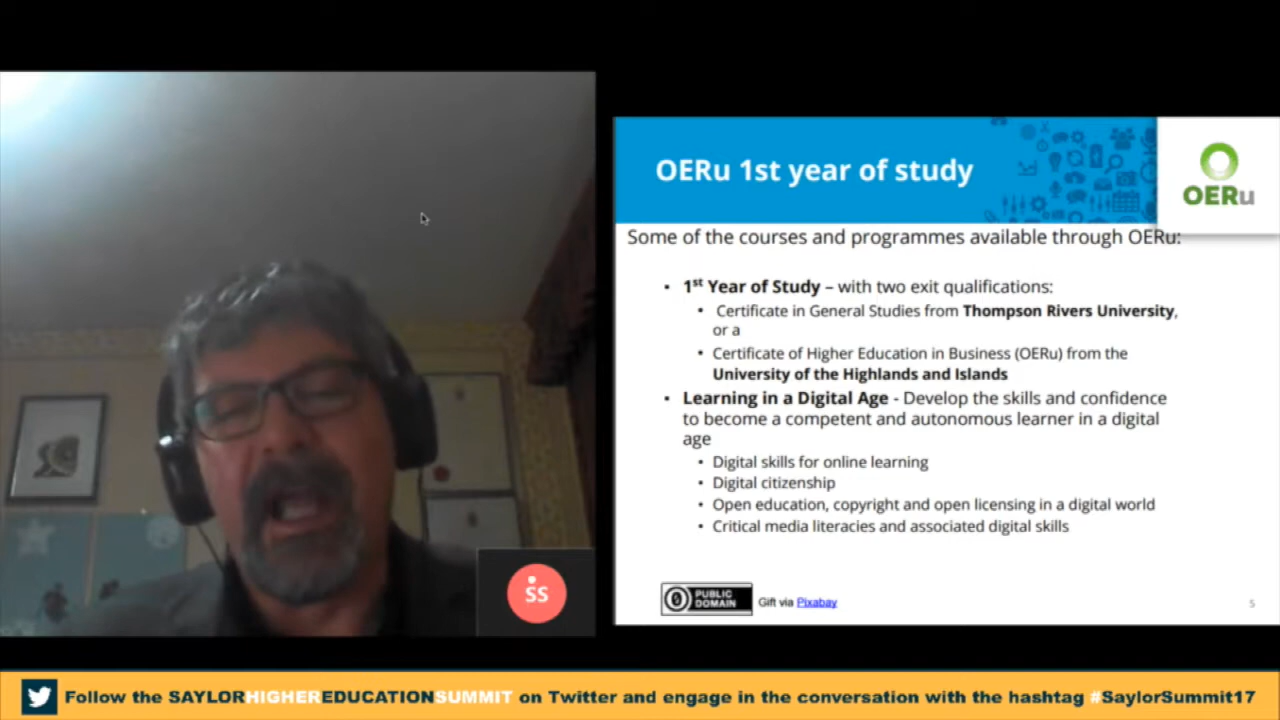 OERu 1st year of study
OERu
Some of the courses and programmes available through OERu:
• 1st Year of Study – with two exit qualifications:
• Certificate in General Studies from Thompson Rivers University,
or a
• Certificate of Higher Education in Business (OERu) from the
University of the Highlands and Islands
• Learning in a Digital Age - Develop the skills and confidence
to become a competent and autonomous learner in a digital
age
• Digital skills for online learning
• Digital citizenship
• Open education, copyright and open licensing in a digital world
• Critical media literacies and associated digital skills
ss
0 PUBLIC
DOMAIN
Gift via Pixabay
5
Follow the SAYLORHIGHEREDUCATIONSUMMIT on Twitter and engage in the conversation with the hashtag #SaylorSummit17